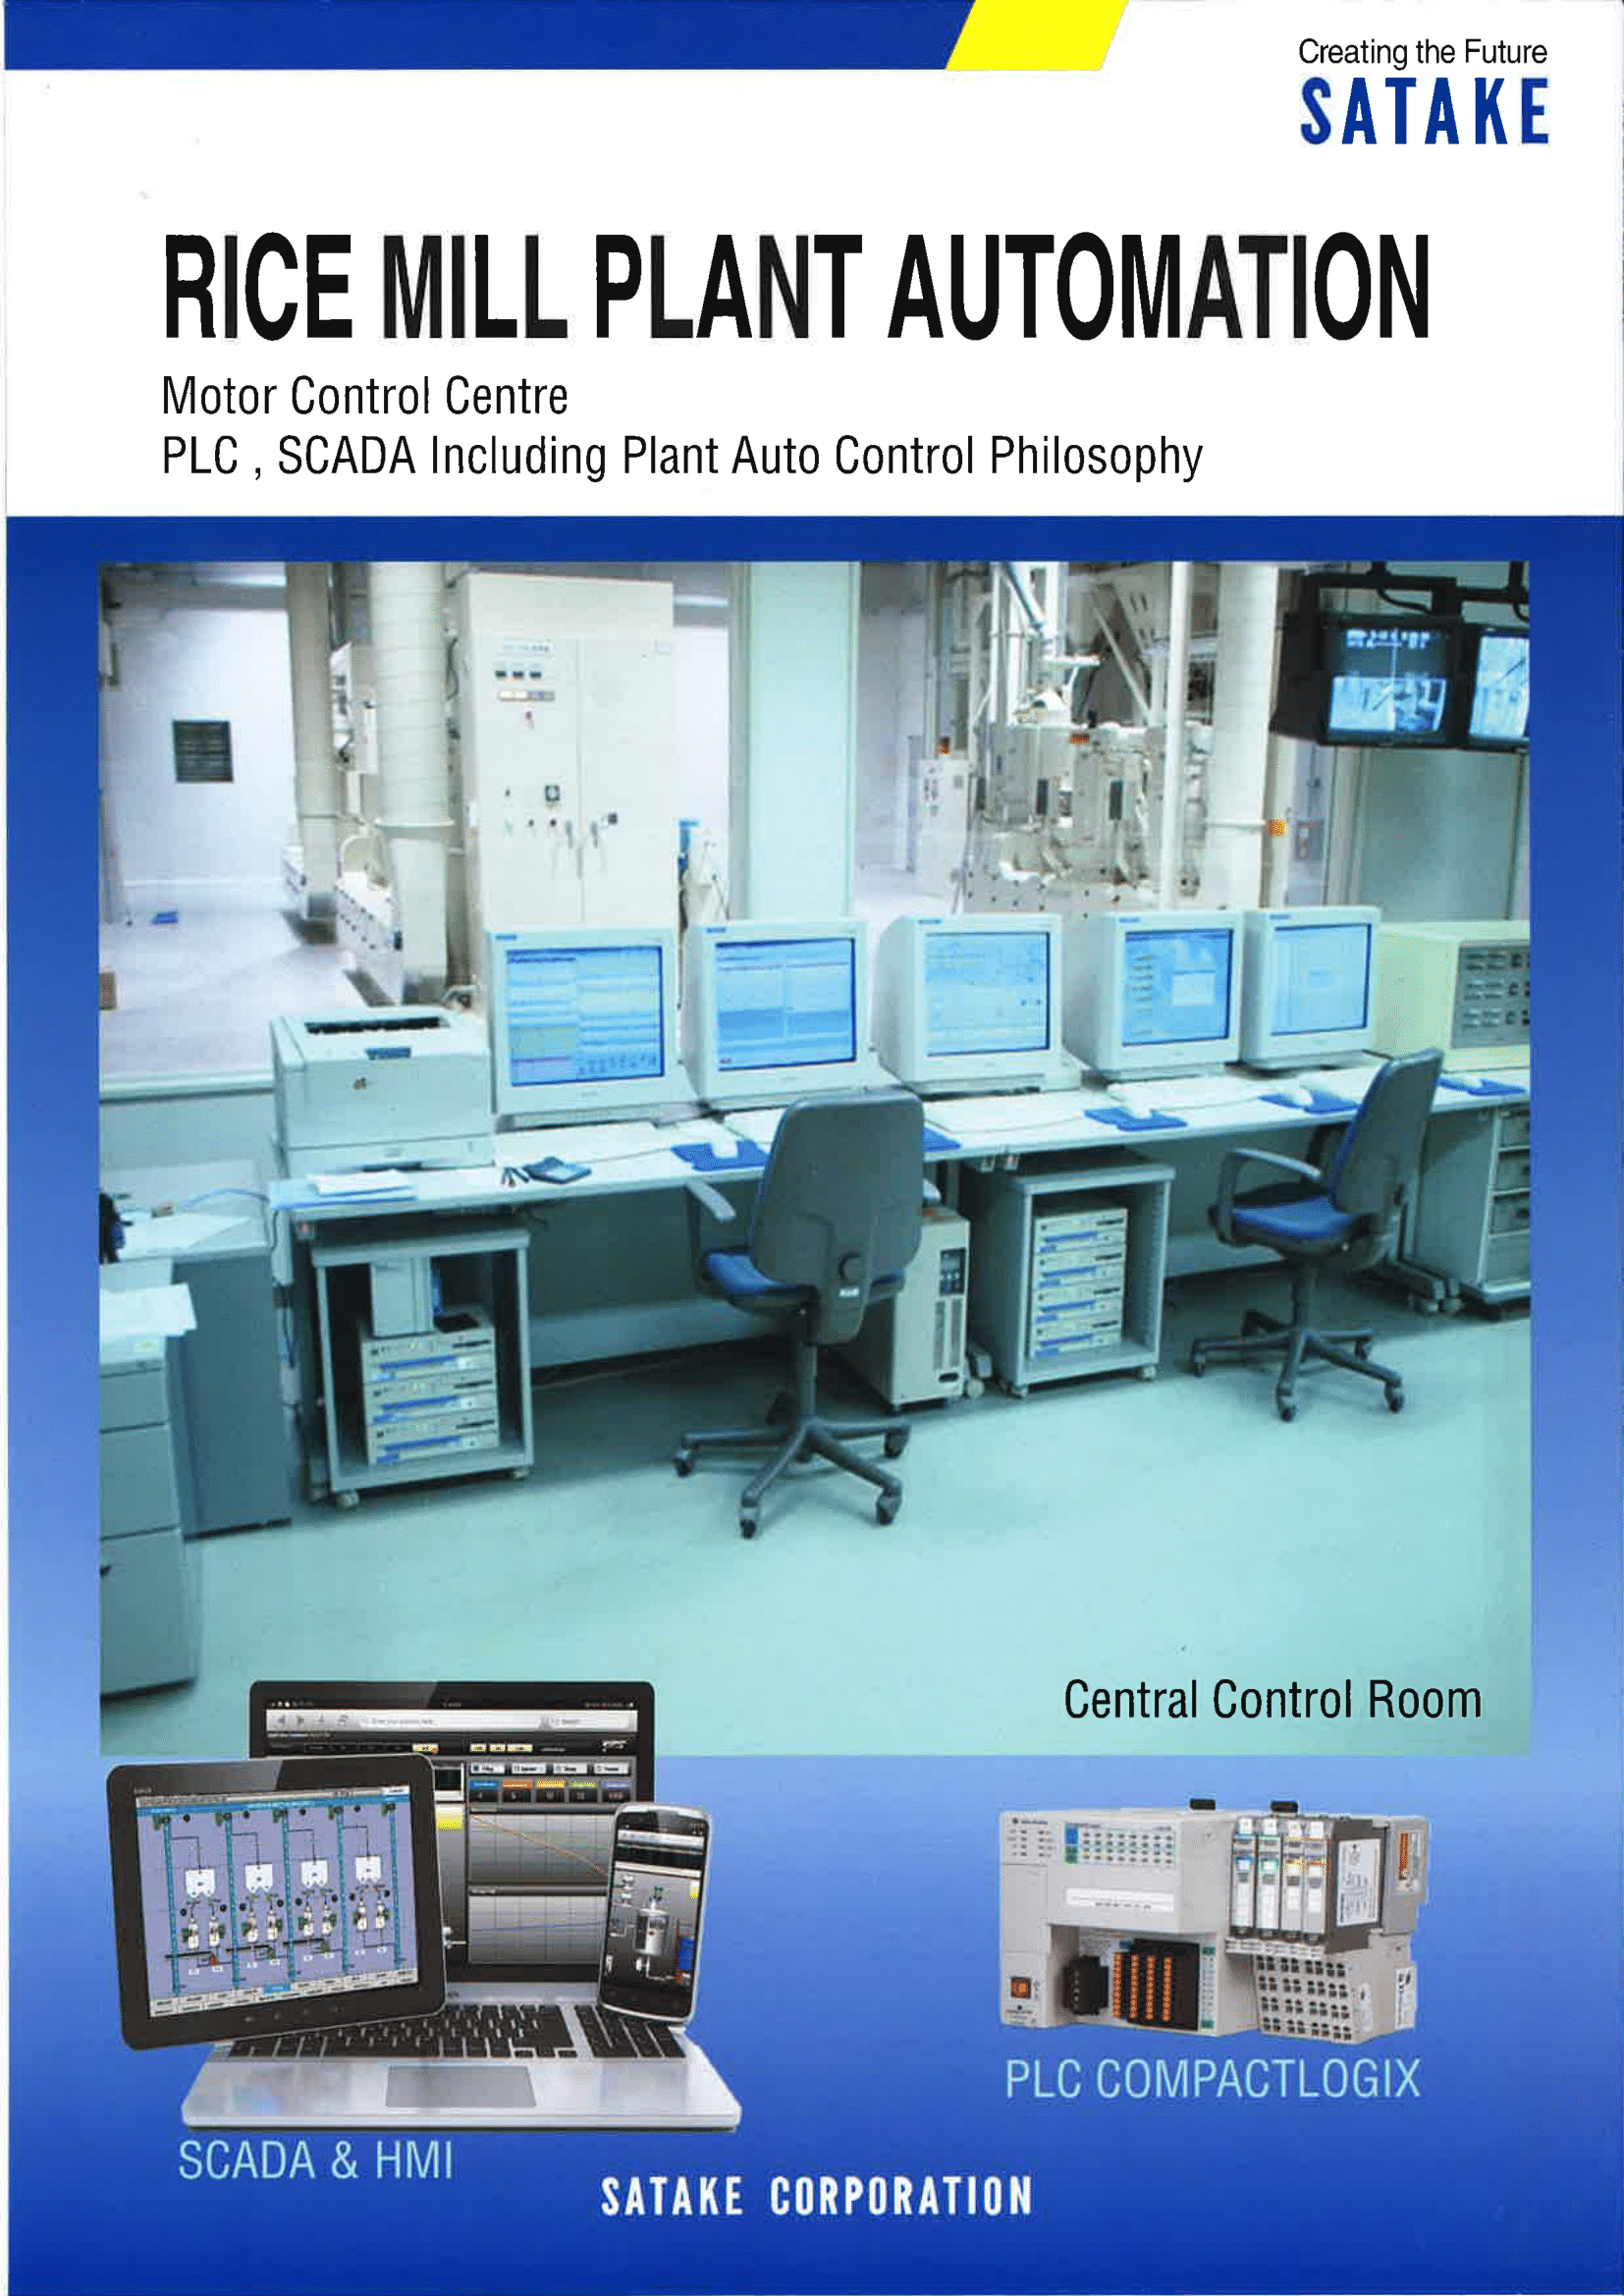 Creating the Future
SATAKE
RICE MILL PLANT AUTOMATION
Motor Control Centre
PLC , SCADA Including Plant Auto Control Philosophy
Central Control Room
PLC COMPACTLOGIX
SCADA & HMI
SATAKE CORPORATION